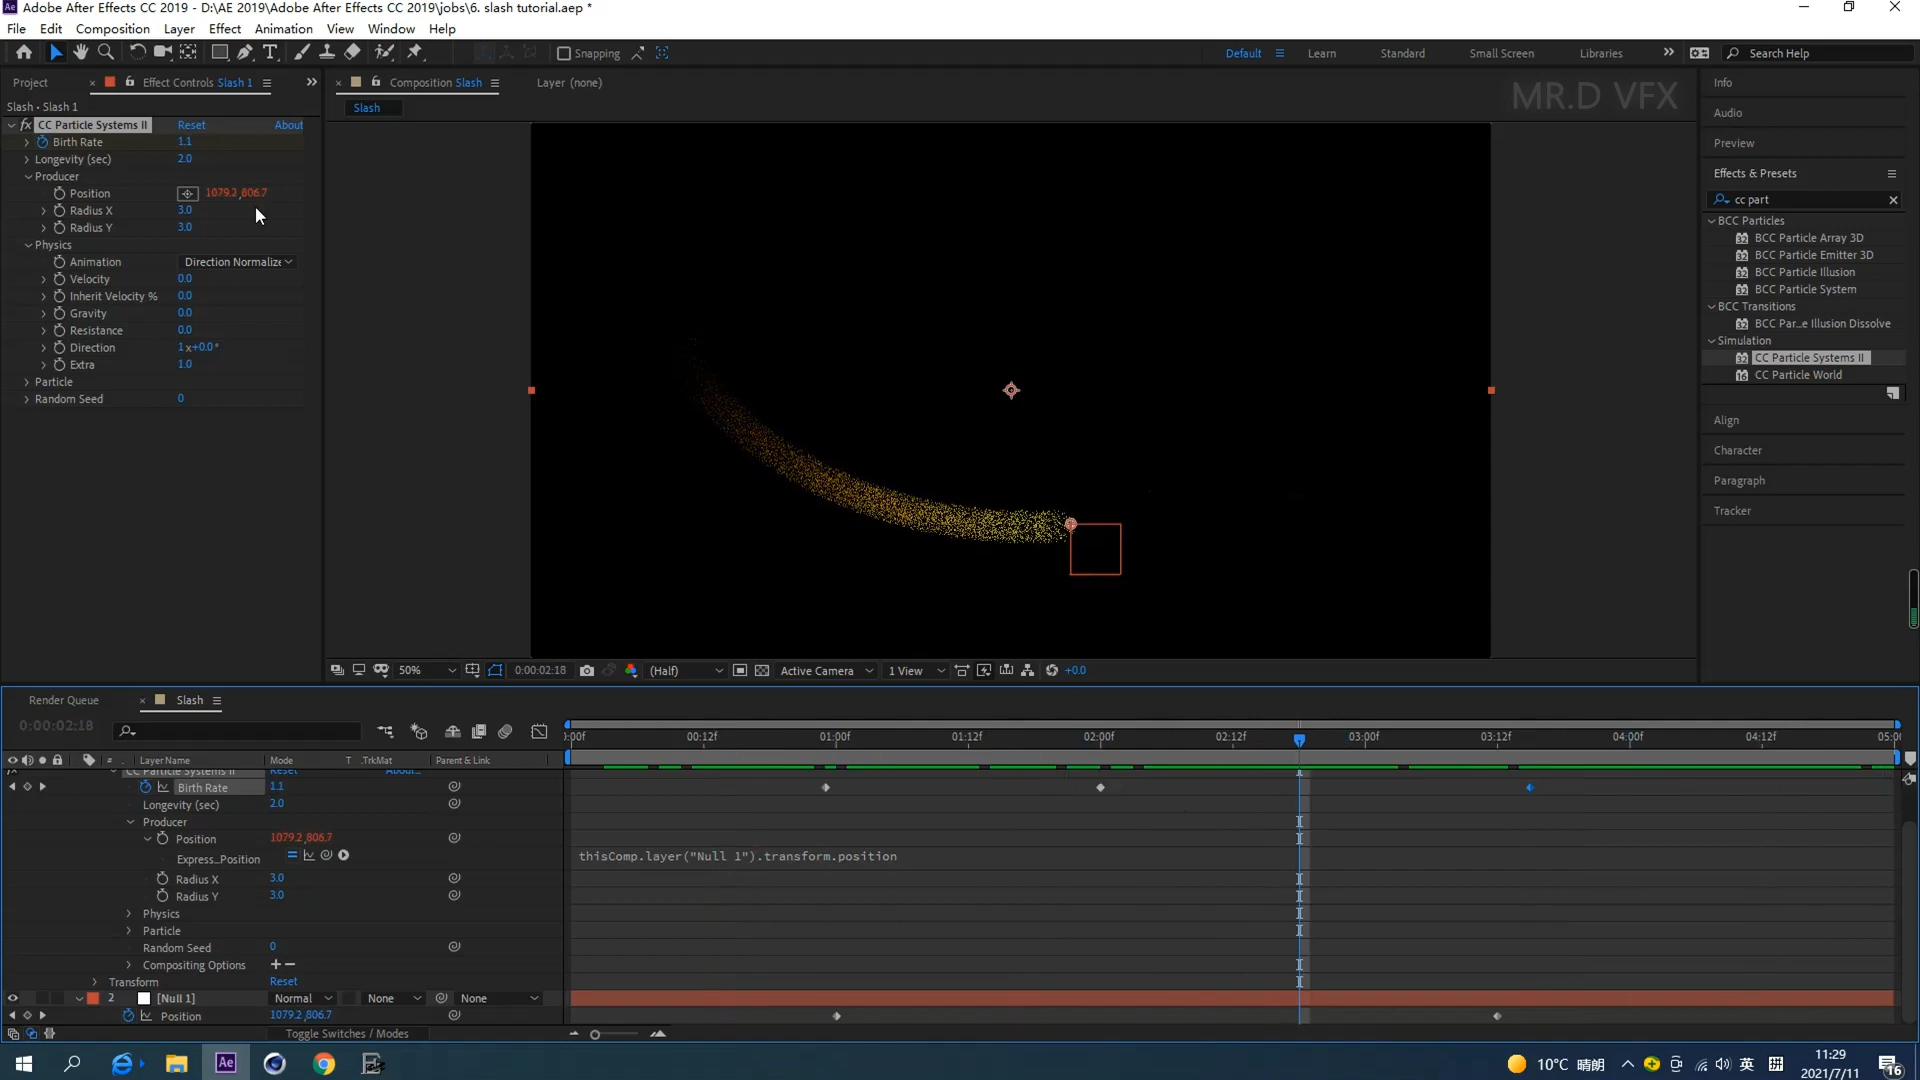 Adobe After Effects CC 2019 - D:\AE 2019\Adobe After Effects CC 2019\jobs\6. slash tutorial.aep *
File Edit Composition Layer Effect Animation View Window Help
Snapping
Default Learn Standard Small Screen Libraries Search Help
Project Effect Controls Slash 1
Composition Slash Layer (none)
Slash • Slash 1
Slash
MR.D VFX
fx CC Particle Systems II Reset About
Birth Rate 1.1
Longevity (sec) 2.0
Producer
Position 1079.2,806.7
Radius X 3.0
Radius Y 3.0
Physics
Animation Direction Normalize
Velocity 0.0
Inherit Velocity % 0.0
Gravity 0.0
Resistance 0.0
Direction 1x+0.0°
Extra 1.0
Particle
Random Seed 0
Info
Audio
Preview
Effects & Presets
cc part
BCC Particles
BCC Particle Array 3D
BCC Particle Emitter 3D
BCC Particle Illusion
BCC Particle System
BCC Transitions
BCC Par...e Illusion Dissolve
Simulation
CC Particle Systems II
CC Particle World
Align
Character
Paragraph
Tracker
50% 0:00:02:18 (Half) Active Camera 1 View +0.0
Render Queue Slash
0:00:02:18
:00f 00:12f 01:00f 01:12f 02:00f 02:12f 03:00f 03:12f 04:00f 04:12f 05:00
# Layer Name Mode T .TrkMat Parent & Link
CC Particle Systems II Reset About...
Birth Rate 1.1
Longevity (sec) 2.0
Producer
Position 1079.2,806.7
Express...Position thisComp.layer("Null 1").transform.position
Radius X 3.0
Radius Y 3.0
Physics
Particle
Random Seed 0
Compositing Options +−
Transform Reset
2 [Null 1] Normal None None
Position 1079.2,806.7
Toggle Switches / Modes
10°C 晴朗 英 11:29
2021/7/11 16